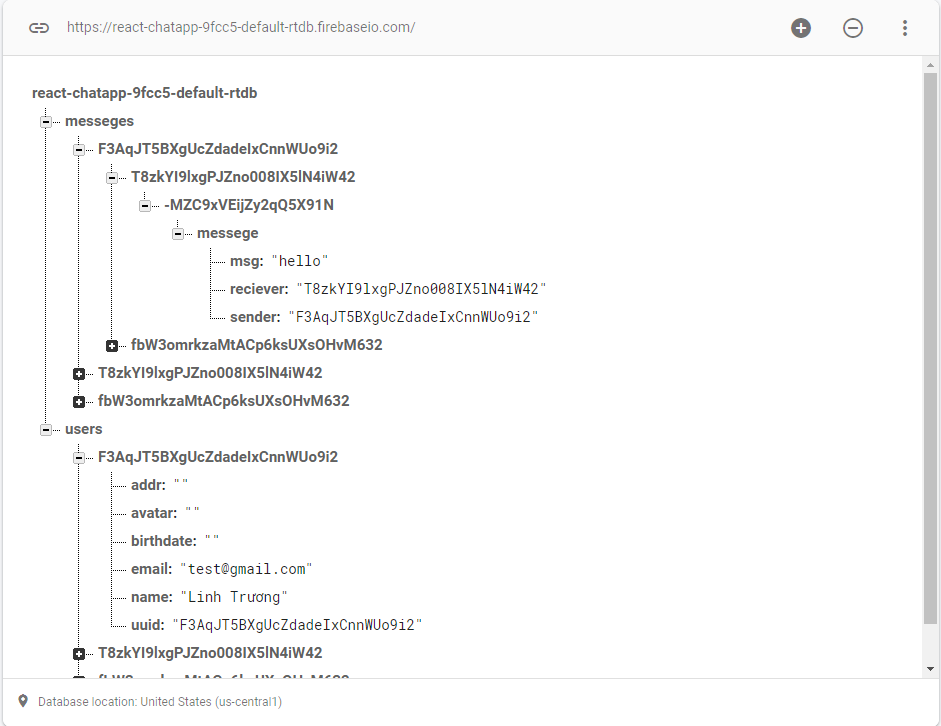 https://react-chatapp-9fcc5-default-rtdb.firebaseio.com/
react-chatapp-9fcc5-default-rtdb
messeges
F3AqJT5BXgUcZdadeIxCnnWUo9i2
T8zkYI9lxgPJZno008IX5lN4iW42
-MZC9xVEijZy2qQ5X91N
messege
msg: "hello"
reciever: "T8zkYI9lxgPJZno008IX5lN4iW42"
sender: "F3AqJT5BXgUcZdadeIxCnnWUo9i2"
fbW3omrkzaMtACp6ksUXsOHvM632
T8zkYI9lxgPJZno008IX5lN4iW42
fbW3omrkzaMtACp6ksUXsOHvM632
users
F3AqJT5BXgUcZdadeIxCnnWUo9i2
addr: ""
avatar: ""
birthdate: ""
email: "test@gmail.com"
name: "Linh Trương"
uuid: "F3AqJT5BXgUcZdadeIxCnnWUo9i2"
T8zkYI9lxgPJZno008IX5lN4iW42
Database location: United States (us-central1)